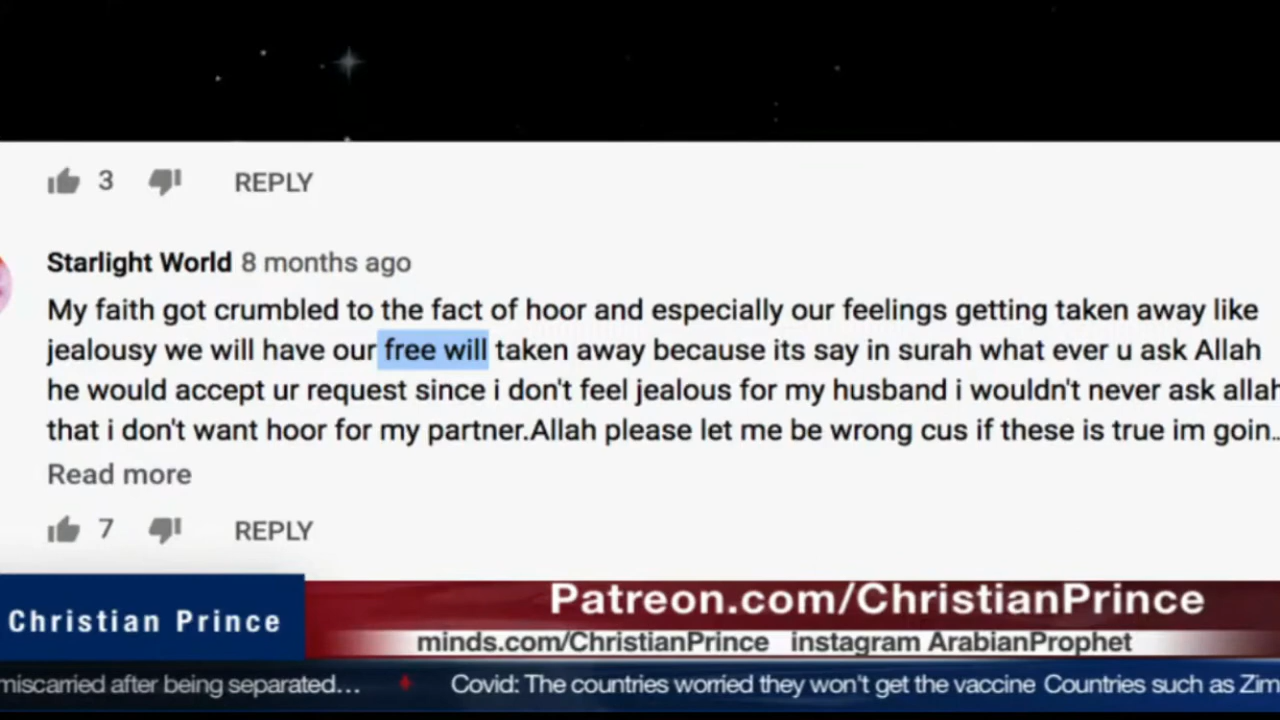 3 REPLY
Starlight World 8 months ago
My faith got crumbled to the fact of hoor and especially our feelings getting taken away like
jealousy we will have our free will taken away because its say in surah what ever u ask Allah
he would accept ur request since i don't feel jealous for my husband i wouldn't never ask allah
that i don't want hoor for my partner.Allah please let me be wrong cus if these is true im goin...
Read more
7 REPLY
Christian Prince
Patreon.com/ChristianPrince
minds.com/ChristianPrince instagram ArabianProphet
miscarried after being separated... Covid: The countries worried they won't get the vaccine Countries such as Zim